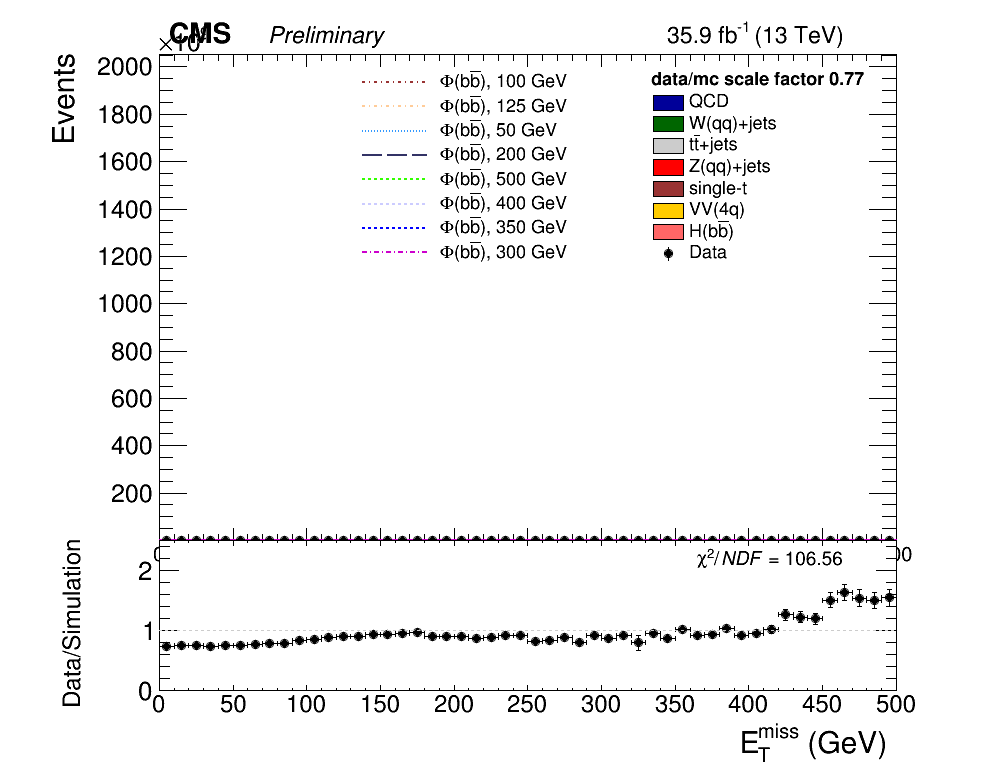 CMS Preliminary 35.9 fb⁻¹ (13 TeV)
Events
2000
1800
1600
1400
1200
1000
800
600
400
200
Φ(bb̅), 100 GeV
Φ(bb̅), 125 GeV
Φ(bb̅), 50 GeV
Φ(bb̅), 200 GeV
Φ(bb̅), 500 GeV
Φ(bb̅), 400 GeV
Φ(bb̅), 350 GeV
Φ(bb̅), 300 GeV
data/mc scale factor 0.77
QCD
W(qq)+jets
tt̅+jets
Z(qq)+jets
single-t
VV(4q)
H(bb̅)
Data
Data/Simulation
χ²/NDF = 106.56
2
1
0
0 50 100 150 200 250 300 350 400 450 500
E_T^miss (GeV)